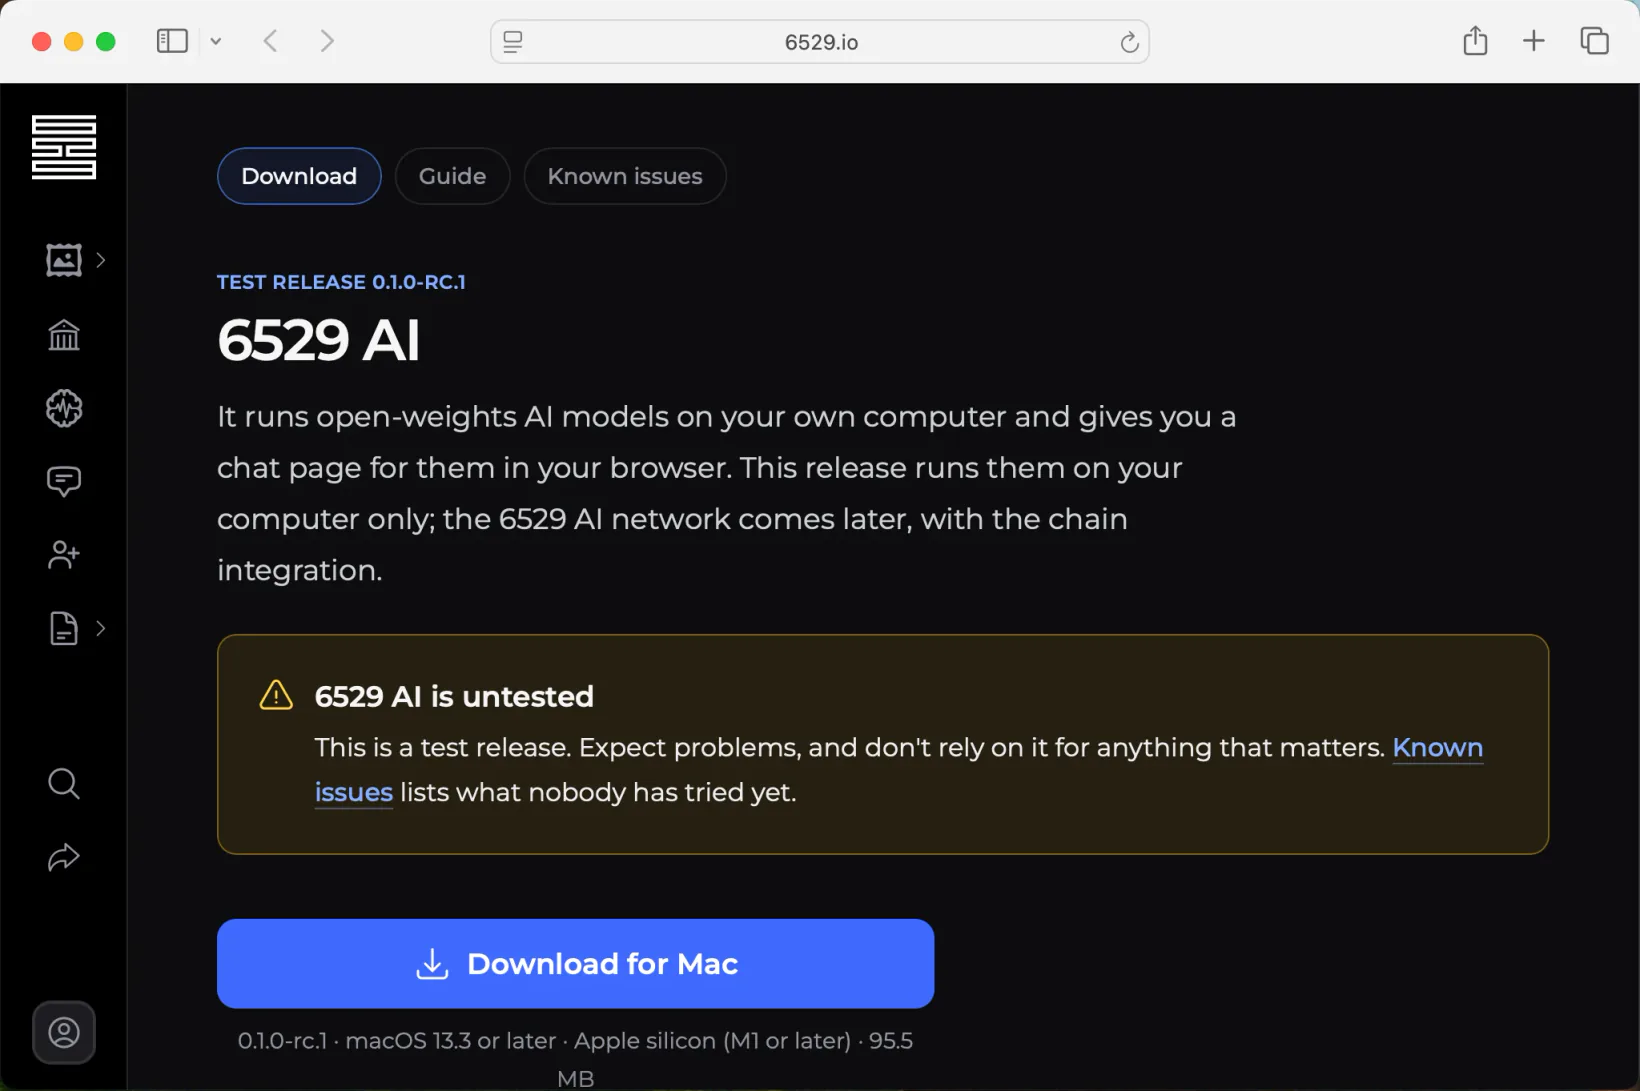 6529.io
Download
Guide
Known issues
TEST RELEASE 0.1.0-RC.1
6529 AI
It runs open-weights AI models on your own computer and gives you a
chat page for them in your browser. This release runs them on your
computer only; the 6529 AI network comes later, with the chain
integration.
6529 AI is untested
This is a test release. Expect problems, and don't rely on it for anything that matters. Known
issues lists what nobody has tried yet.
Download for Mac
0.1.0-rc.1 · macOS 13.3 or later · Apple silicon (M1 or later) · 95.5
MB